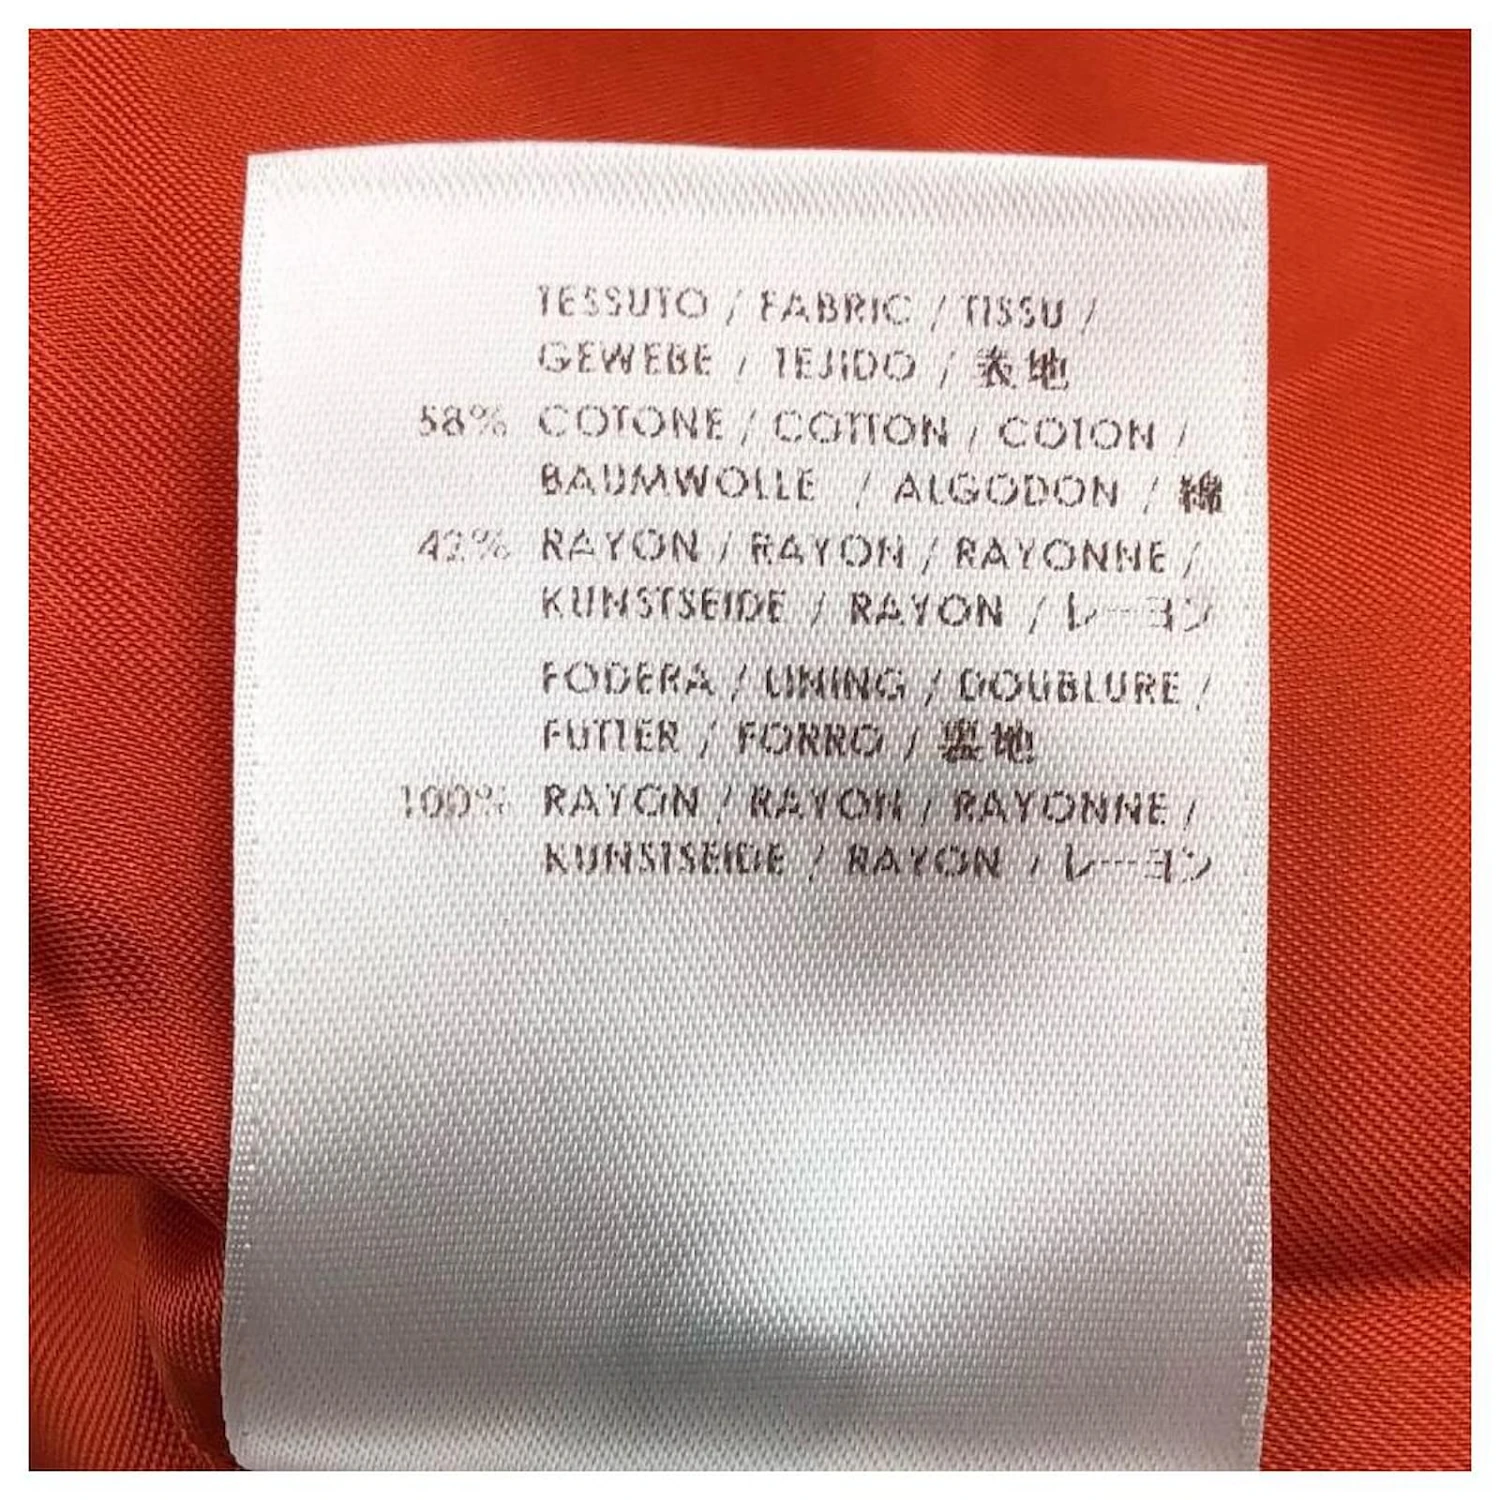 TESSUTO / FABRIC / TISSU /
GEWEBE / TEJIDO / 表地
58% COTONE / COTTON / COTON /
BAUMWOLLE / ALGODON / 綿
42% RAYON / RAYON / RAYONNE /
KUNSTSEIDE / RAYON / レーヨン
FODERA / LINING / DOUBLURE /
FUTTER / FORRO / 裏地
100% RAYON / RAYON / RAYONNE /
KUNSTSEIDE / RAYON / レーヨン